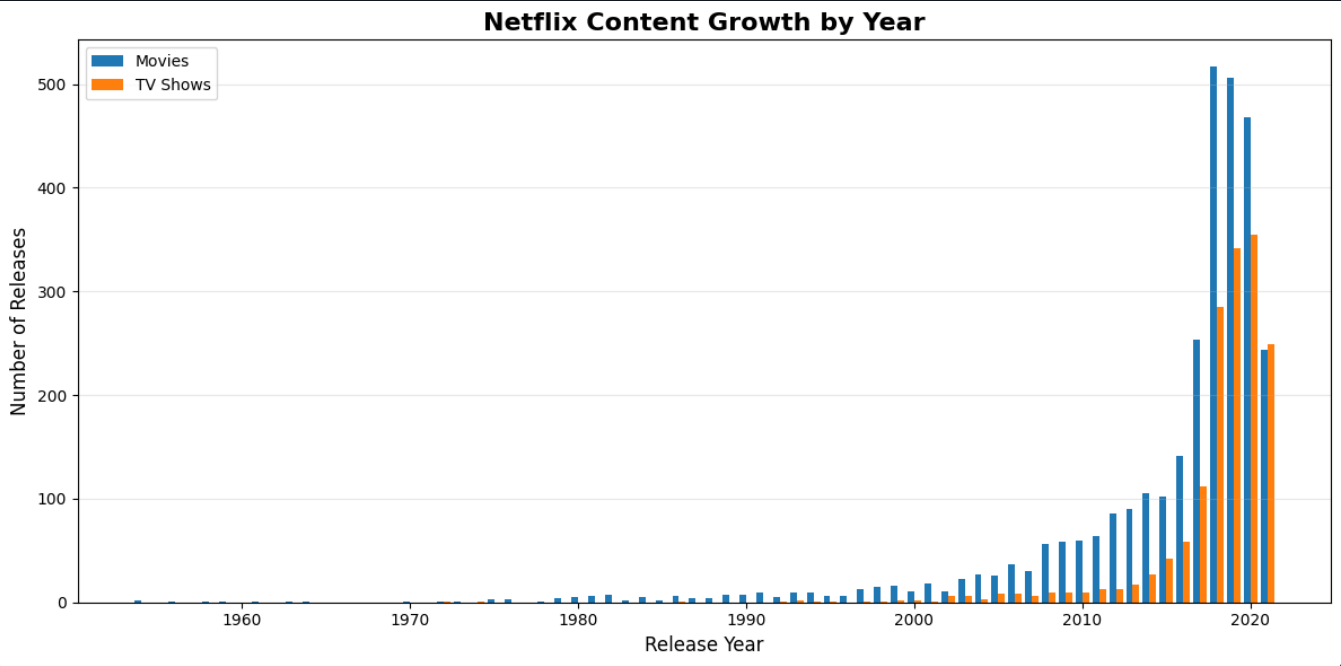 Netflix Content Growth by Year
Movies
TV Shows
500
400
300
200
100
0
Number of Releases
1960 1970 1980 1990 2000 2010 2020
Release Year